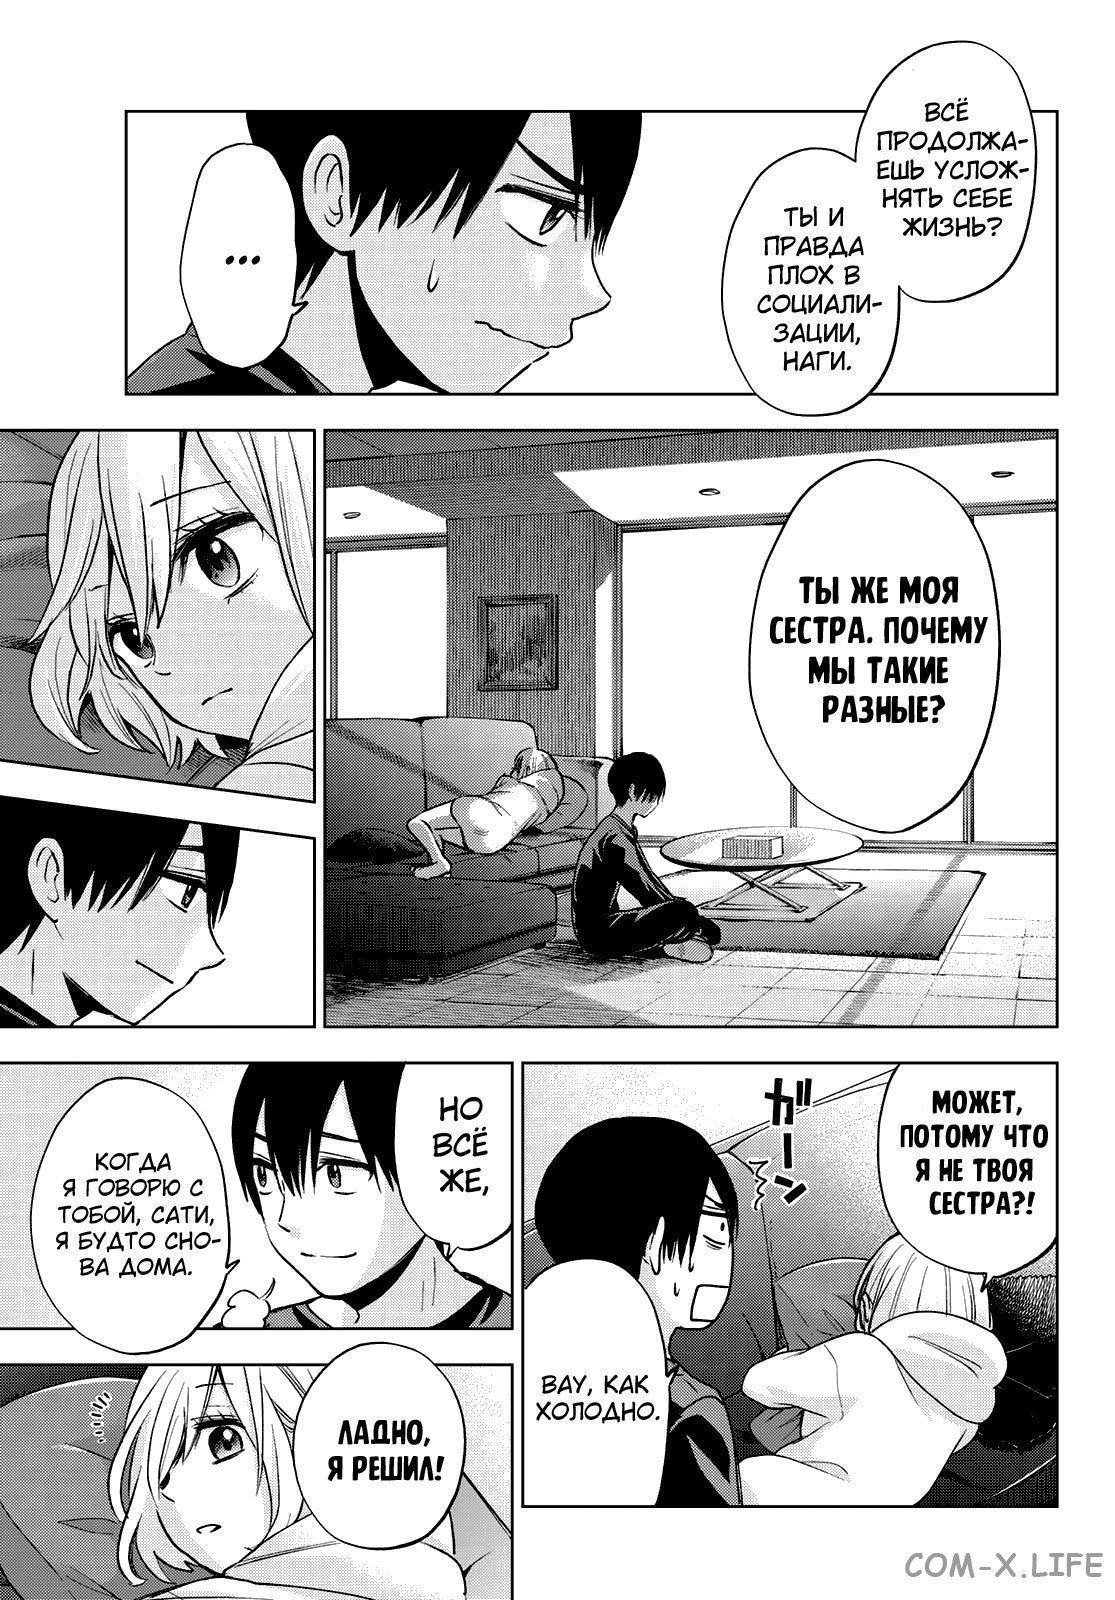 ВСЁ
ПРОДОЛЖА-
ЕШЬ УСЛОЖ-
НЯТЬ СЕБЕ
ЖИЗНЬ?
ТЫ И
ПРАВДА
ПЛОХ В
СОЦИАЛИ-
ЗАЦИИ,
НАГИ.
...
ТЫ ЖЕ МОЯ
СЕСТРА. ПОЧЕМУ
МЫ ТАКИЕ
РАЗНЫЕ?
МОЖЕТ,
ПОТОМУ ЧТО
Я НЕ ТВОЯ
СЕСТРА?!
ガーン
ВАУ, КАК
ХОЛОДНО.
НО
ВСЁ
ЖЕ,
КОГДА
Я ГОВОРЮ С
ТОБОЙ, САТИ,
Я БУДТО СНО-
ВА ДОМА.
ЛАДНО,
Я РЕШИЛ!
COM-X.LIFE